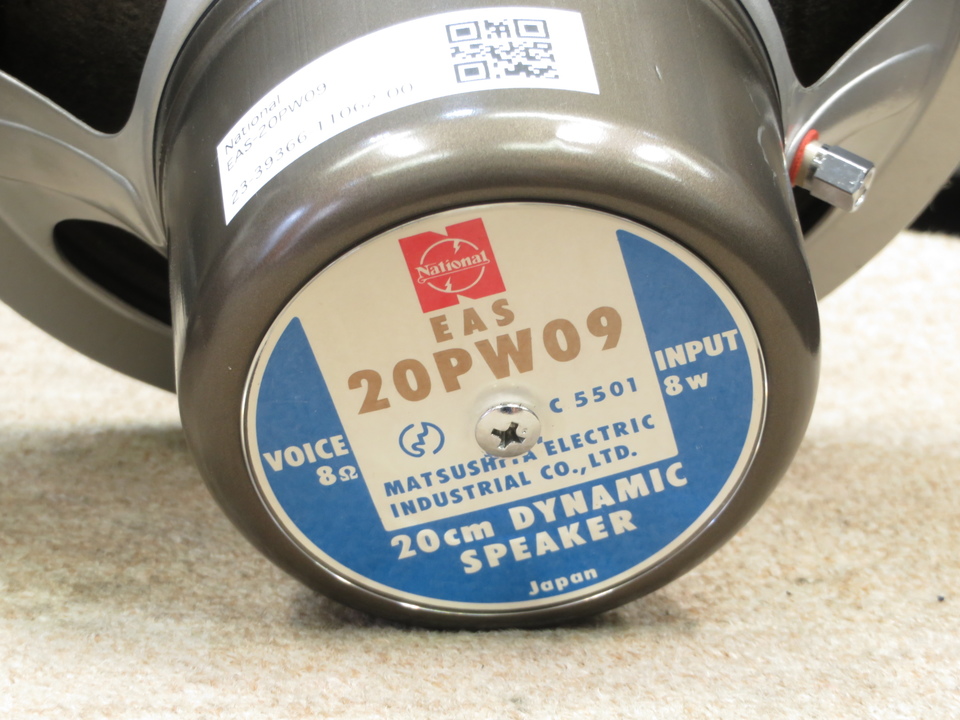 National
EAS-20PW09
23-39366-11062-00
National
EAS
20PW09
C 5501
MATSUSHITA ELECTRIC
INDUSTRIAL CO.,LTD.
VOICE
8Ω
INPUT
8w
20cm DYNAMIC
SPEAKER
Japan